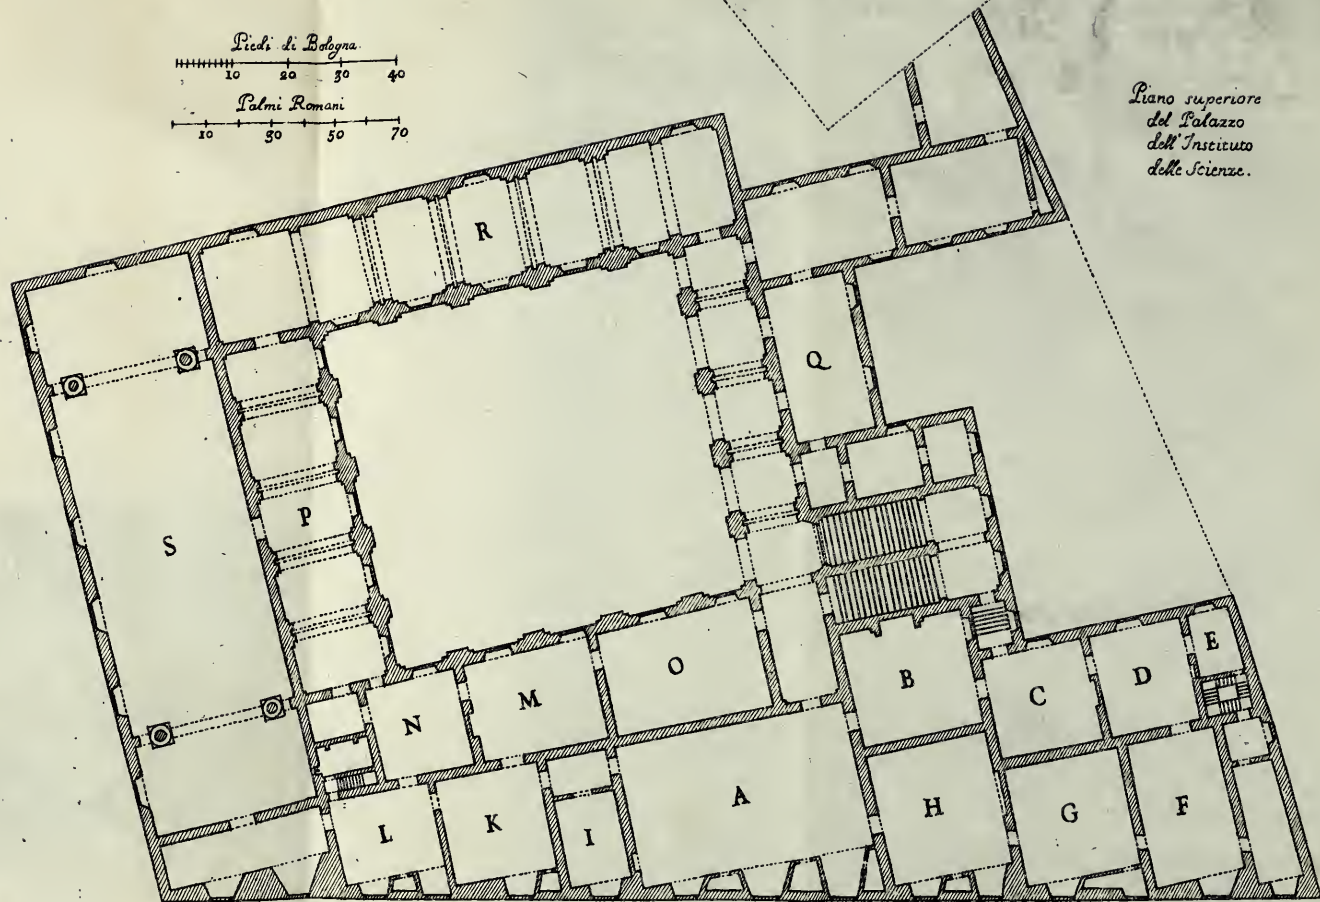 Piedi di Bologna.
10 20 30 40
Palmi Romani
10 30 50 70
Piano superiore
del Palazzo
dell'Instituto
delle Scienze.
R
Q
S
P
E
O
B
D
C
M
N
A
H
G
F
K
L
I